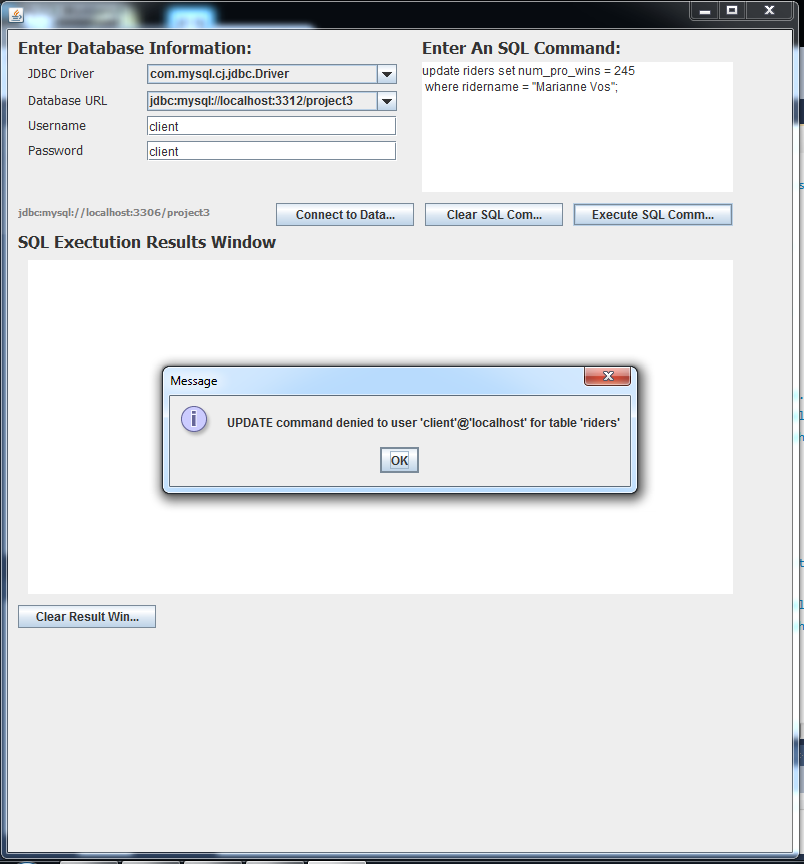 Enter Database Information:
Enter An SQL Command:
JDBC Driver
com.mysql.cj.jdbc.Driver
Database URL
jdbc:mysql://localhost:3312/project3
Username
client
Password
client
update riders set num_pro_wins = 245
where ridername = "Marianne Vos";
jdbc:mysql://localhost:3306/project3
Connect to Data...
Clear SQL Com...
Execute SQL Comm...
SQL Exectution Results Window
Message
UPDATE command denied to user 'client'@'localhost' for table 'riders'
OK
Clear Result Win...